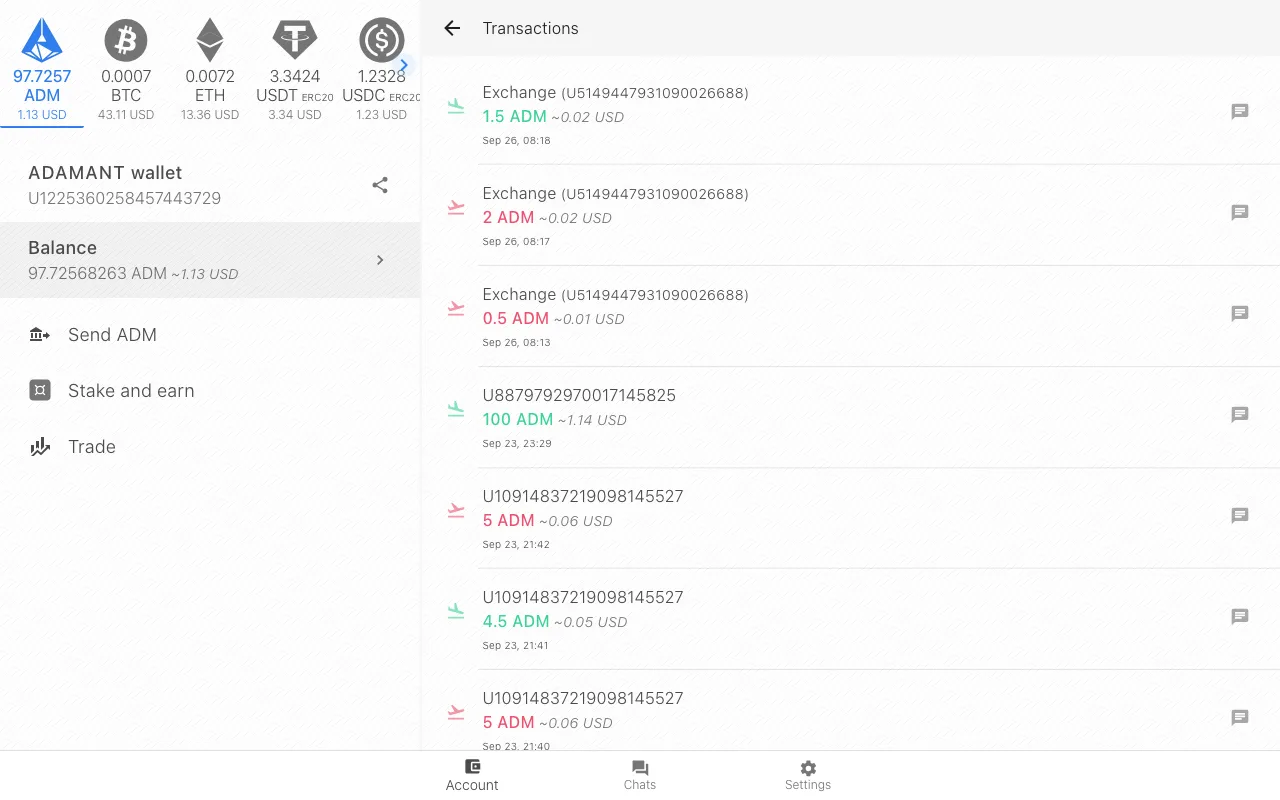 97.7257
ADM
1.13 USD
0.0007
BTC
43.11 USD
0.0072
ETH
13.36 USD
3.3424
USDT ERC20
3.34 USD
1.2328
USDC ERC20
1.23 USD
ADAMANT wallet
U1225360258457443729
Balance
97.72568263 ADM ~1.13 USD
Send ADM
Stake and earn
Trade
Transactions
Exchange (U5149447931090026688)
1.5 ADM ~0.02 USD
Sep 26, 08:18
Exchange (U5149447931090026688)
2 ADM ~0.02 USD
Sep 26, 08:17
Exchange (U5149447931090026688)
0.5 ADM ~0.01 USD
Sep 26, 08:13
U8879792970017145825
100 ADM ~1.14 USD
Sep 23, 23:29
U10914837219098145527
5 ADM ~0.06 USD
Sep 23, 21:42
U10914837219098145527
4.5 ADM ~0.05 USD
Sep 23, 21:41
U10914837219098145527
5 ADM ~0.06 USD
Sep 23, 21:40
Account
Chats
Settings